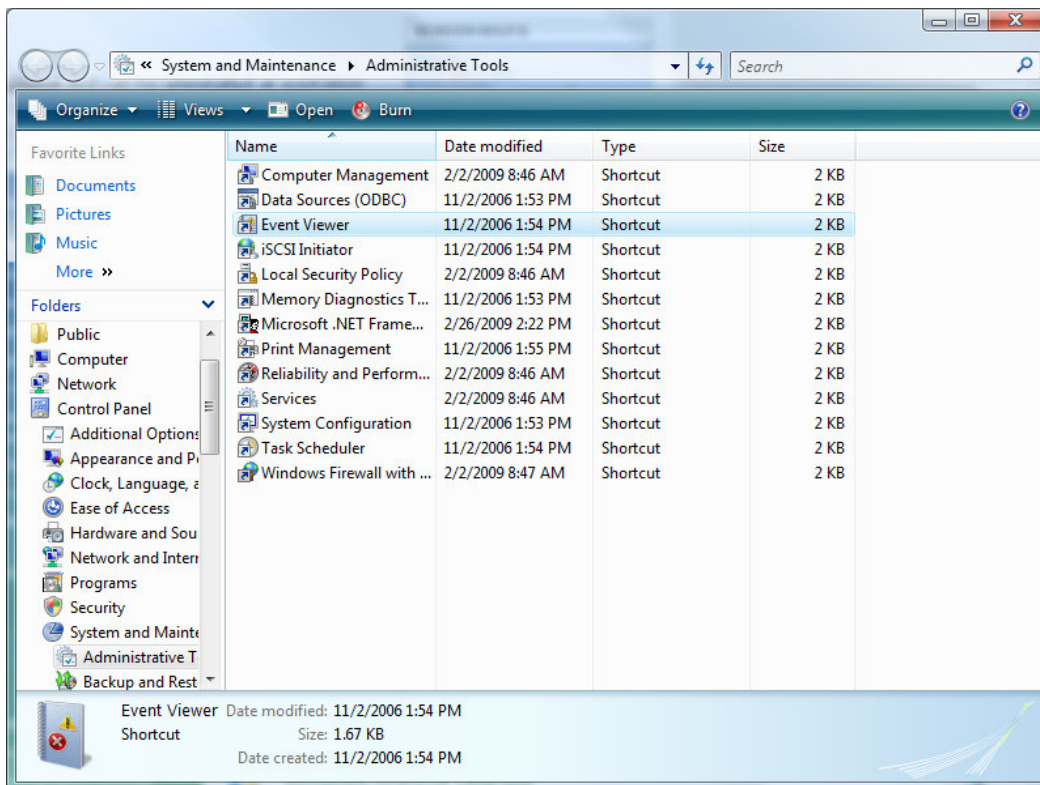 « System and Maintenance ▸ Administrative Tools
Search
Organize Views Open Burn
Favorite Links
Documents
Pictures
Music
More »
Folders
Public
Computer
Network
Control Panel
Additional Options
Appearance and P
Clock, Language, a
Ease of Access
Hardware and Sou
Network and Intern
Programs
Security
System and Mainte
Administrative T
Backup and Rest
Name Date modified Type Size
Computer Management 2/2/2009 8:46 AM Shortcut 2 KB
Data Sources (ODBC) 11/2/2006 1:53 PM Shortcut 2 KB
Event Viewer 11/2/2006 1:54 PM Shortcut 2 KB
iSCSI Initiator 11/2/2006 1:54 PM Shortcut 2 KB
Local Security Policy 2/2/2009 8:46 AM Shortcut 2 KB
Memory Diagnostics T... 11/2/2006 1:53 PM Shortcut 2 KB
Microsoft .NET Frame... 2/26/2009 2:22 PM Shortcut 2 KB
Print Management 11/2/2006 1:55 PM Shortcut 2 KB
Reliability and Perform... 2/2/2009 8:46 AM Shortcut 2 KB
Services 2/2/2009 8:46 AM Shortcut 2 KB
System Configuration 11/2/2006 1:53 PM Shortcut 2 KB
Task Scheduler 11/2/2006 1:54 PM Shortcut 2 KB
Windows Firewall with ... 2/2/2009 8:47 AM Shortcut 2 KB
Event Viewer Date modified: 11/2/2006 1:54 PM
Shortcut Size: 1.67 KB
Date created: 11/2/2006 1:54 PM